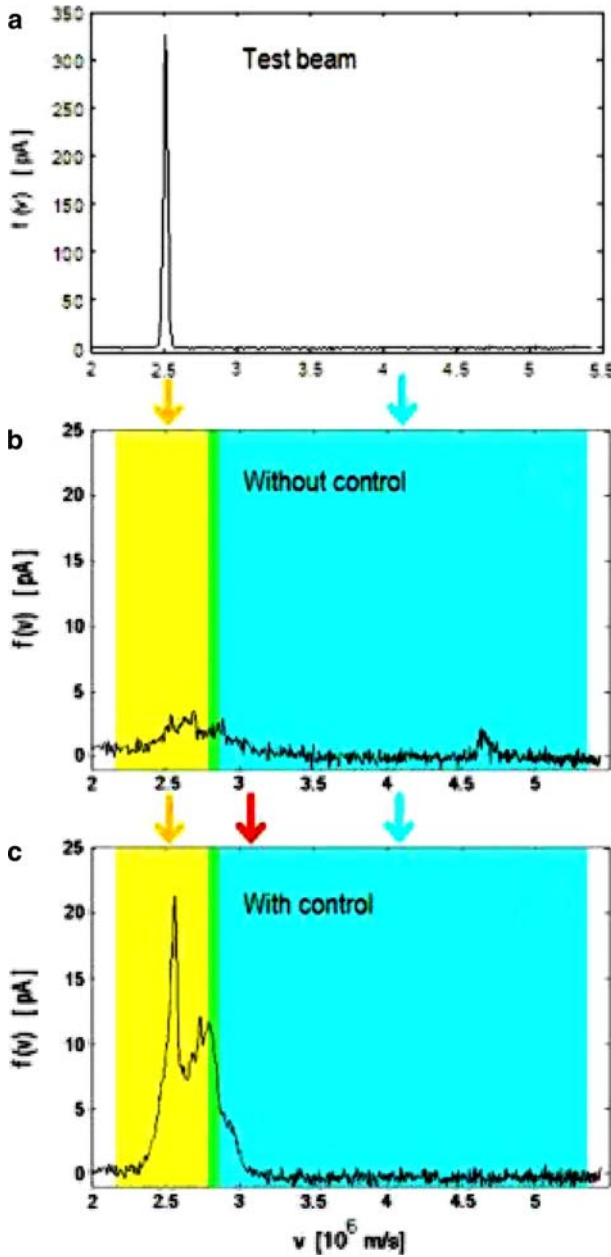 a
350
300
250
200
150
100
50
0
f (v) [pA]
Test beam
2 2.5 3 3.5 4 4.5 5 5.5
b
25
20
15
10
5
0
f (v) [pA]
Without control
2 2.5 3 3.5 4 4.5 5
c
25
20
15
10
5
0
f (v) [pA]
With control
2 2.5 3 3.5 4 4.5 5
v [10⁶ m/s]